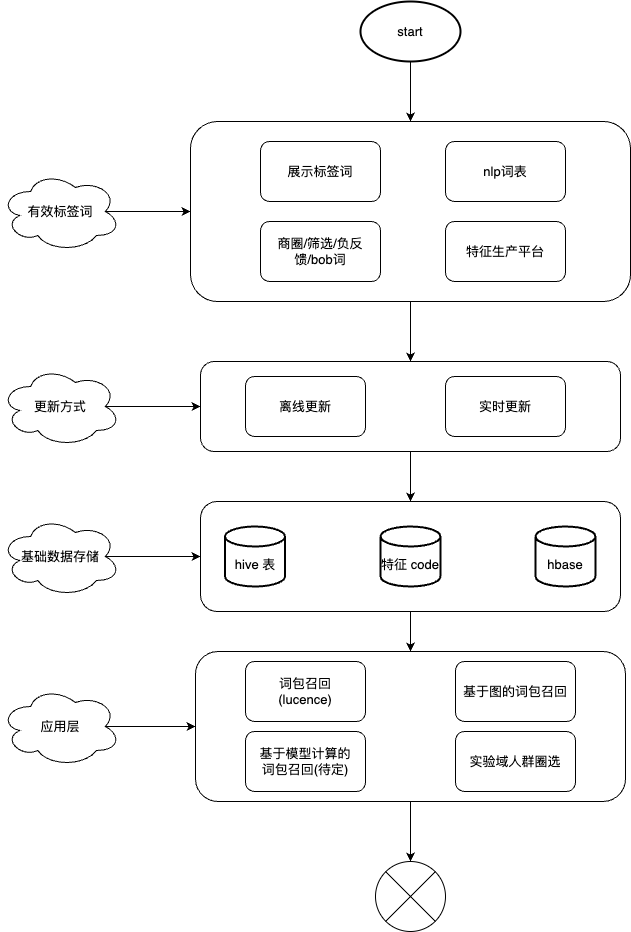 start
有效标签词
展示标签词
nlp词表
商圈/筛选/负反
馈/bob词
特征生产平台
更新方式
离线更新
实时更新
基础数据存储
hive 表
特征 code
hbase
应用层
词包召回
(lucence)
基于图的词包召回
基于模型计算的
词包召回(待定)
实验域人群圈选